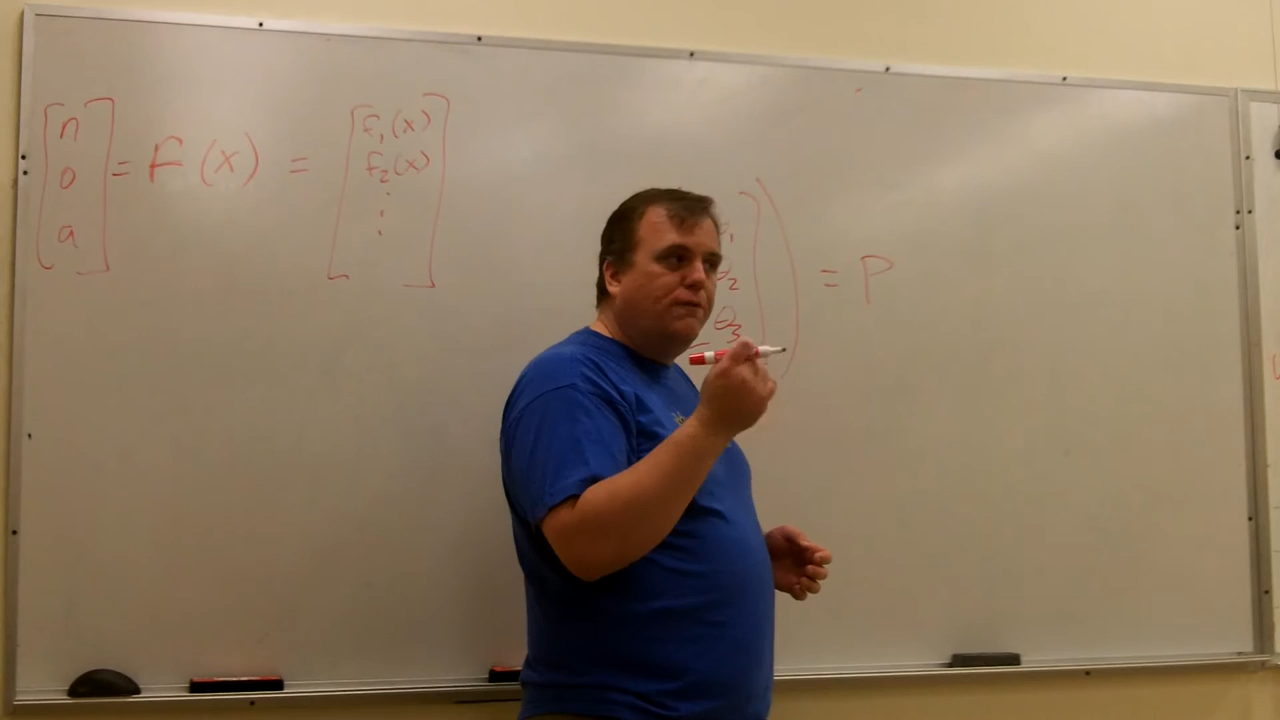 [n o a] = F(x) = [f₁(x) f₂(x) ⋮]
θ₂
θ₃
= P